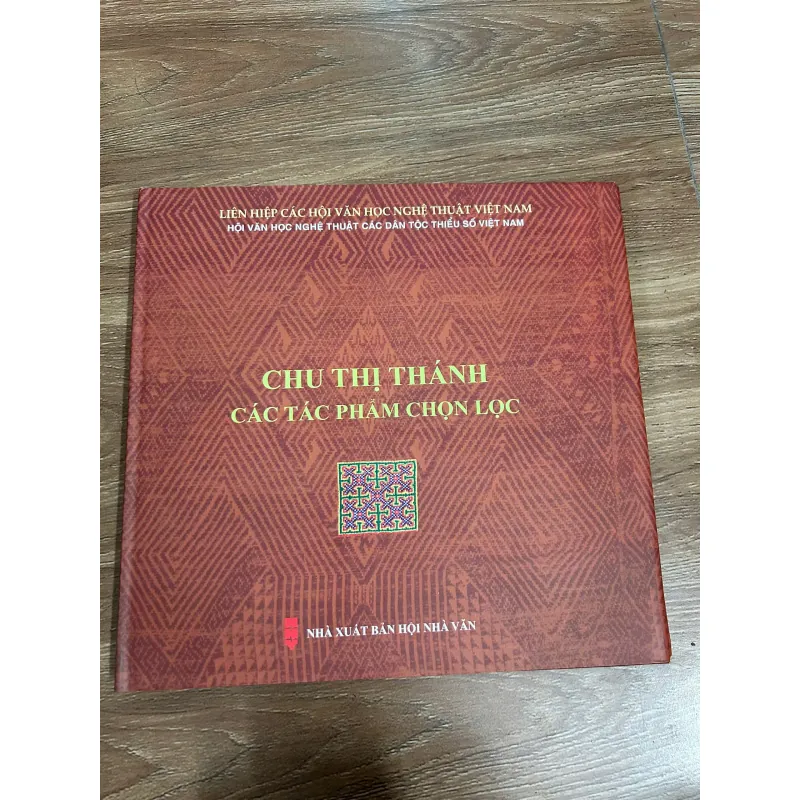 LIÊN HIỆP CÁC HỘI VĂN HỌC NGHỆ THUẬT VIỆT NAM
HỘI VĂN HỌC NGHỆ THUẬT CÁC DÂN TỘC THIỂU SỐ VIỆT NAM
CHU THỊ THÁNH
CÁC TÁC PHẨM CHỌN LỌC
NHÀ XUẤT BẢN HỘI NHÀ VĂN